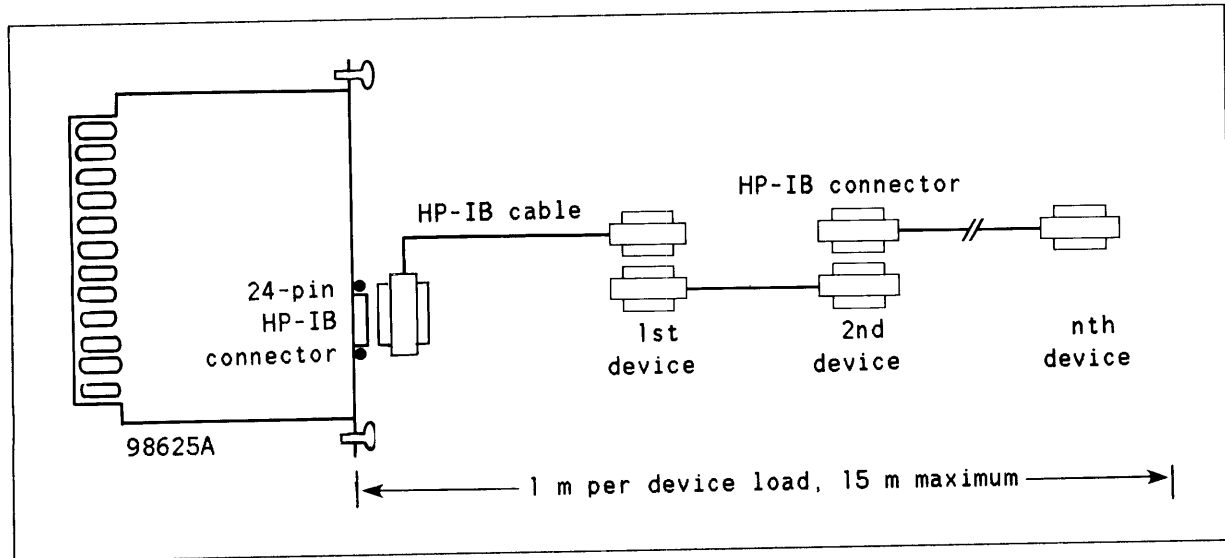 HP-IB connector
HP-IB cable
24-pin
HP-IB
connector
1st
device
2nd
device
nth
device
98625A
1 m per device load, 15 m maximum